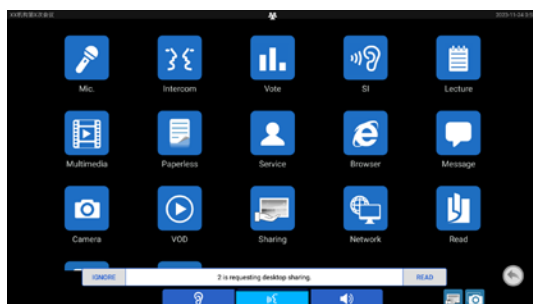 Mic.
Intercom
Vote
SI
Lecture
Multimedia
Paperless
Service
Browser
Message
Camera
VOD
Sharing
Network
Read
IGNORE
2 is requesting desktop sharing.
READ